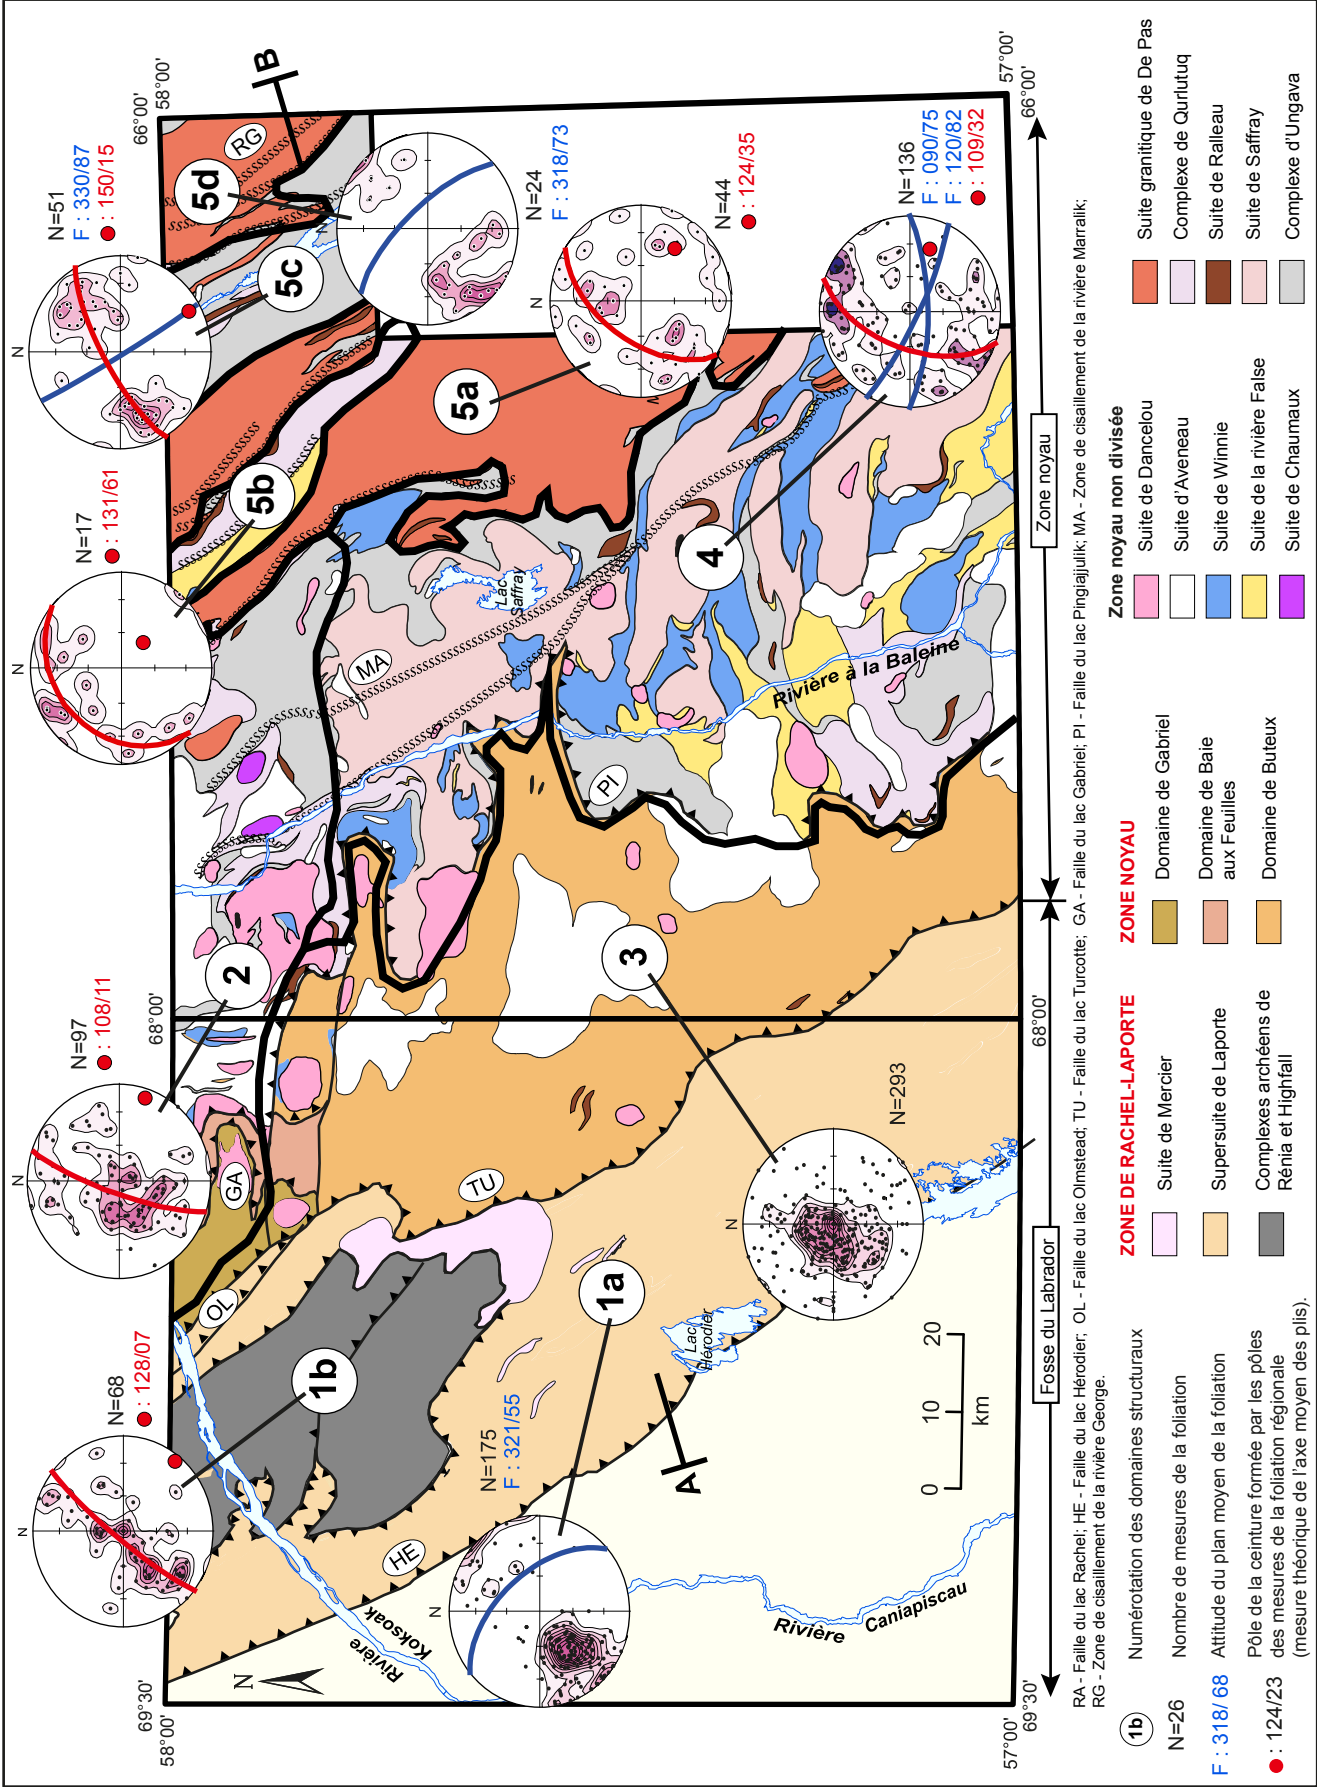 N=68
: 128/07
N=97
: 108/11
N=17
: 131/61
N=51
F : 330/87
: 150/15
N
N
N
N
69°30'
58°00'
68°00'
66°00'
58°00'
B
RG
5d
5c
5b
5a
N
N=24
F : 318/73
N
N=44
: 124/35
N=136
F : 090/75
F : 120/82
: 109/32
2
GA
OL
1b
MA
Lac
Saffray
4
PI
Rivière à la Baleine
3
TU
1a
N=175
F : 321/55
HE
N
N
N
N=293
Rivière
Koksoak
Lac
Hérodier
A
0
10
20
km
Rivière
Caniapiscau
57°00'
69°30'
68°00'
57°00'
66°00'
Fosse du Labrador
Zone noyau
RA - Faille du lac Rachel; HE - Faille du lac Hérodier; OL - Faille du lac Olmstead; TU - Faille du lac Turcotte; GA - Faille du lac Gabriel; PI - Faille du lac Pingiajjulik; MA - Zone de cisaillement de la rivière Marralik;
RG - Zone de cisaillement de la rivière George.
1b
Numérotation des domaines structuraux
N=26
Nombre de mesures de la foliation
F : 318/ 68
Attitude du plan moyen de la foliation
: 124/23
Pôle de la ceinture formée par les pôles
des mesures de la foliation régionale
(mesure théorique de l'axe moyen des plis).
ZONE DE RACHEL-LAPORTE
Suite de Mercier
Supersuite de Laporte
Complexes archéens de
Rénia et Highfall
ZONE NOYAU
Domaine de Gabriel
Domaine de Baie
aux Feuilles
Domaine de Buteux
Zone noyau non divisée
Suite de Dancelou
Suite d'Aveneau
Suite de Winnie
Suite de la rivière False
Suite de Chaumaux
Suite granitique de De Pas
Complexe de Qurlutuq
Suite de Ralleau
Suite de Saffray
Complexe d'Ungava